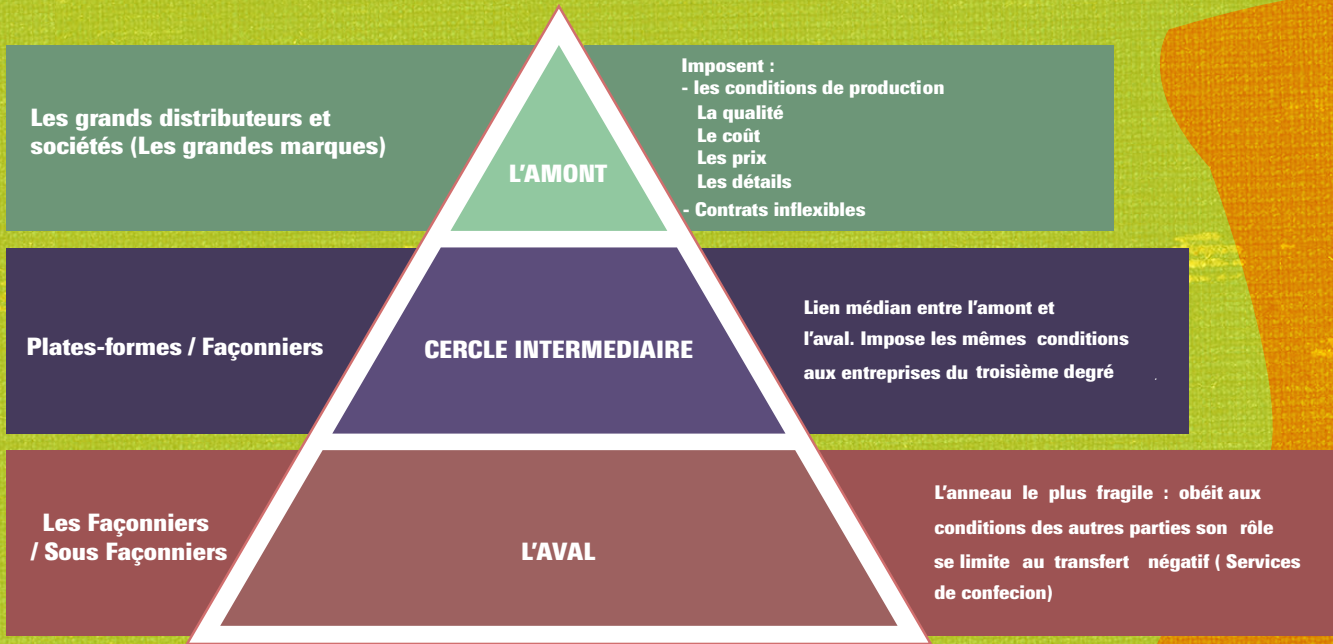 Les grands distributeurs et
sociétés (Les grandes marques)
L'AMONT
Imposent :
- les conditions de production
La qualité
Le coût
Les prix
Les détails
- Contrats inflexibles
Plates-formes / Façonniers
CERCLE INTERMEDIAIRE
Lien médian entre l'amont et
l'aval. Impose les mêmes conditions
aux entreprises du troisième degré .
Les Façonniers
/ Sous Façonniers
L'AVAL
L'anneau le plus fragile : obéit aux
conditions des autres parties son rôle
se limite au transfert négatif ( Services
de confecion)